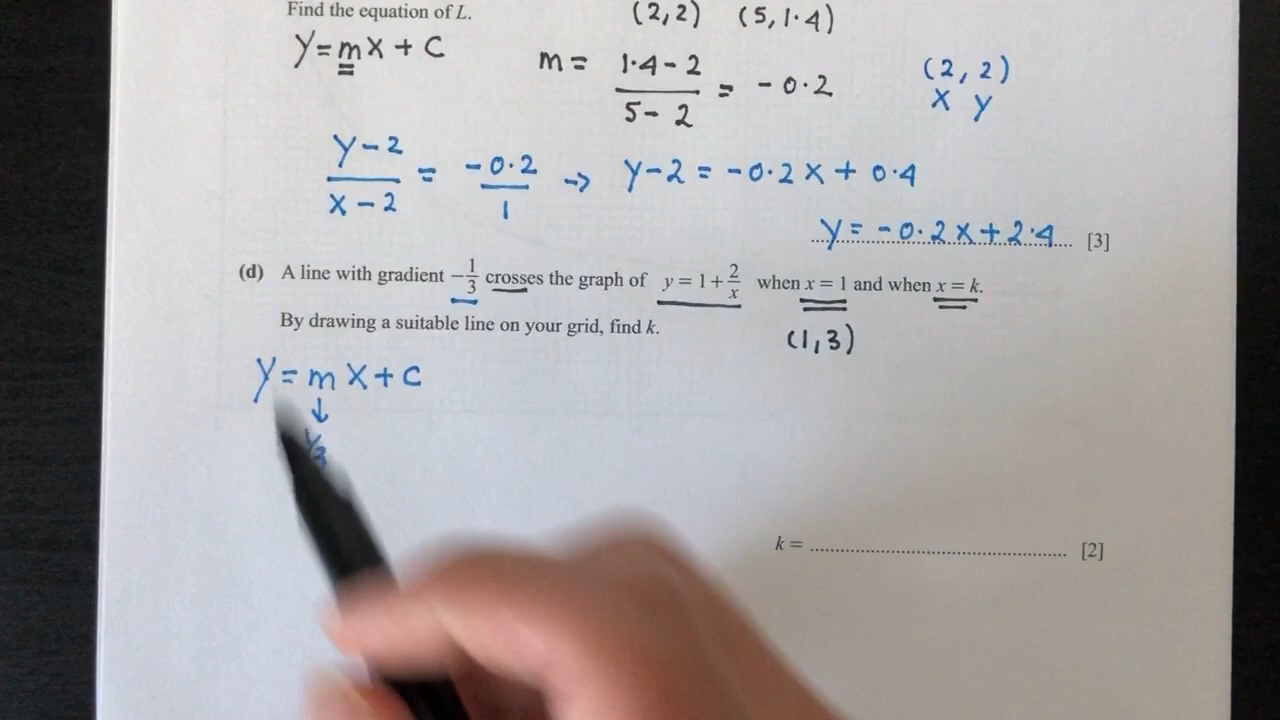 Find the equation of L.
(2,2) (5,1·4)
Y=mX+C
m= 1·4-2 / 5-2 = -0·2
(2,2)
X Y
Y-2 / X-2 = -0·2 / 1 → Y-2=-0·2X+0·4
Y=-0·2X+2·4 [3]
(d) A line with gradient −1/3 crosses the graph of y = 1 + 2/x when x = 1 and when x = k.
By drawing a suitable line on your grid, find k.
(1,3)
Y=mX+C
↓
k = ........................................................ [2]